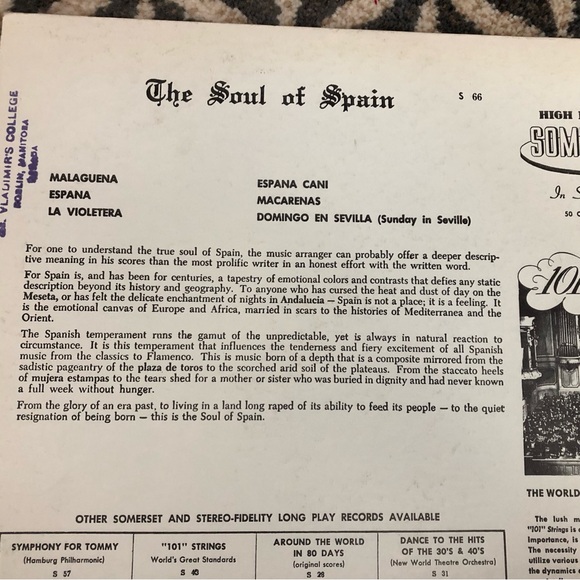 The Soul of Spain
S 66
ST. VLADIMIR'S COLLEGE
ROBLIN, MANITOBA
MALAGUENA
ESPANA
LA VIOLETERA
ESPANA CANI
MACARENAS
DOMINGO EN SEVILLA (Sunday in Seville)
For one to understand the true soul of Spain, the music arranger can probably offer a deeper descrip-
tive meaning in his scores than the most prolific writer in an honest effort with the written word.
For Spain is, and has been for centuries, a tapestry of emotional colors and contrasts that defies any static
description beyond its history and geography. To anyone who has cursed the heat and dust of day on the
Meseta, or has felt the delicate enchantment of nights in Andalucia — Spain is not a place; it is a feeling. It
is the emotional canvas of Europe and Africa, married in scars to the histories of Mediterranea and the
Orient.
The Spanish temperament runs the gamut of the unpredictable, yet is always in natural reaction to
circumstance. It is this temperament that influences the tenderness and fiery excitement of all Spanish
music from the classics to Flamenco. This is music born of a depth that is a composite mirrored from the
sadistic pageantry of the plaza de toros to the scorched arid soil of the plateaus. From the staccato heels
of mujera estampas to the tears shed for a mother or sister who was buried in dignity and had never known
a full week without hunger.
From the glory of an era past, to living in a land long raped of its ability to feed its people — to the quiet
resignation of being born — this is the Soul of Spain.
OTHER SOMERSET AND STEREO-FIDELITY LONG PLAY RECORDS AVAILABLE
SYMPHONY FOR TOMMY
(Hamburg Philharmonic)
S 57
"101" STRINGS
World's Great Standards
S 40
AROUND THE WORLD
IN 80 DAYS
(original scores)
S 28
DANCE TO THE HITS
OF THE 30'S & 40'S
(New World Theatre Orchestra)
S 31
HIGH
SOM
In S
50
101
THE WORLD
The lush
"101" Strings is
Importance, is
The necessity
utilize various
the dynamics